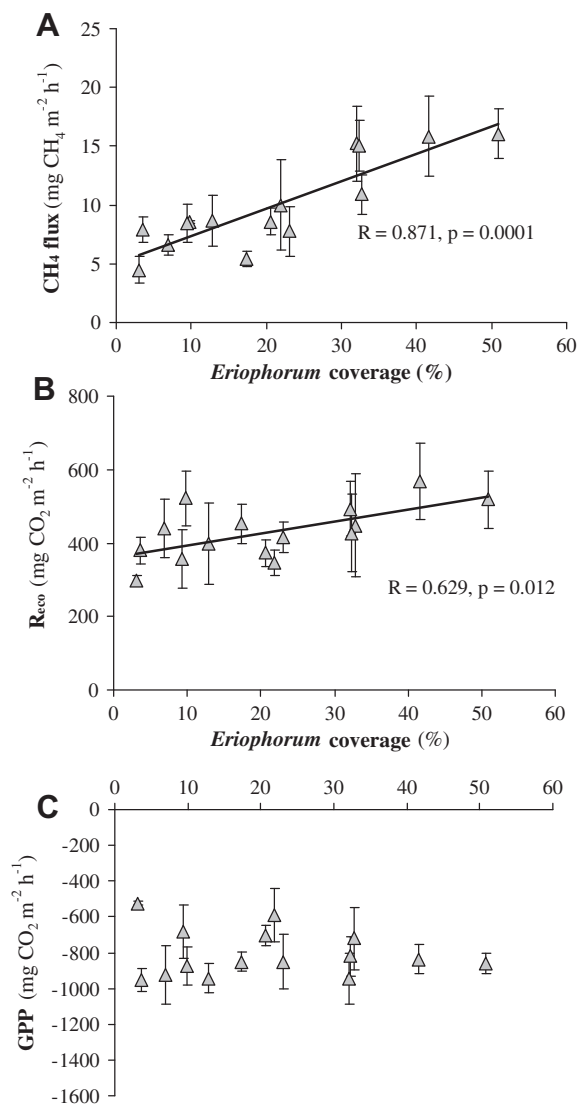 A
25
20
15
10
5
0
CH4 flux (mg CH4 m-2 h-1)
R = 0.871, p = 0.0001
0 10 20 30 40 50 60
Eriophorum coverage (%)
B
800
600
400
200
0
Reco (mg CO2 m-2 h-1)
R = 0.629, p = 0.012
0 10 20 30 40 50 60
Eriophorum coverage (%)
C
0 10 20 30 40 50 60
0
-200
-400
-600
-800
-1000
-1200
-1400
-1600
GPP (mg CO2 m-2 h-1)